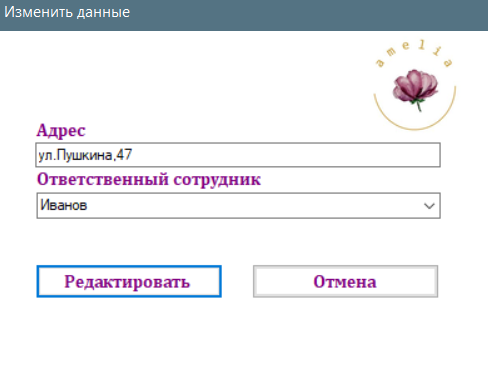 Изменить данные
amelia
Адрес
ул.Пушкина,47
Ответственный сотрудник
Иванов
Редактировать
Отмена